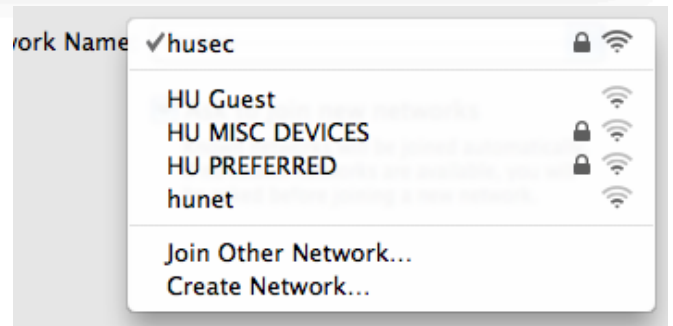 ork Name ✓husec
HU Guest
HU MISC DEVICES
HU PREFERRED
hunet
Join Other Network...
Create Network...